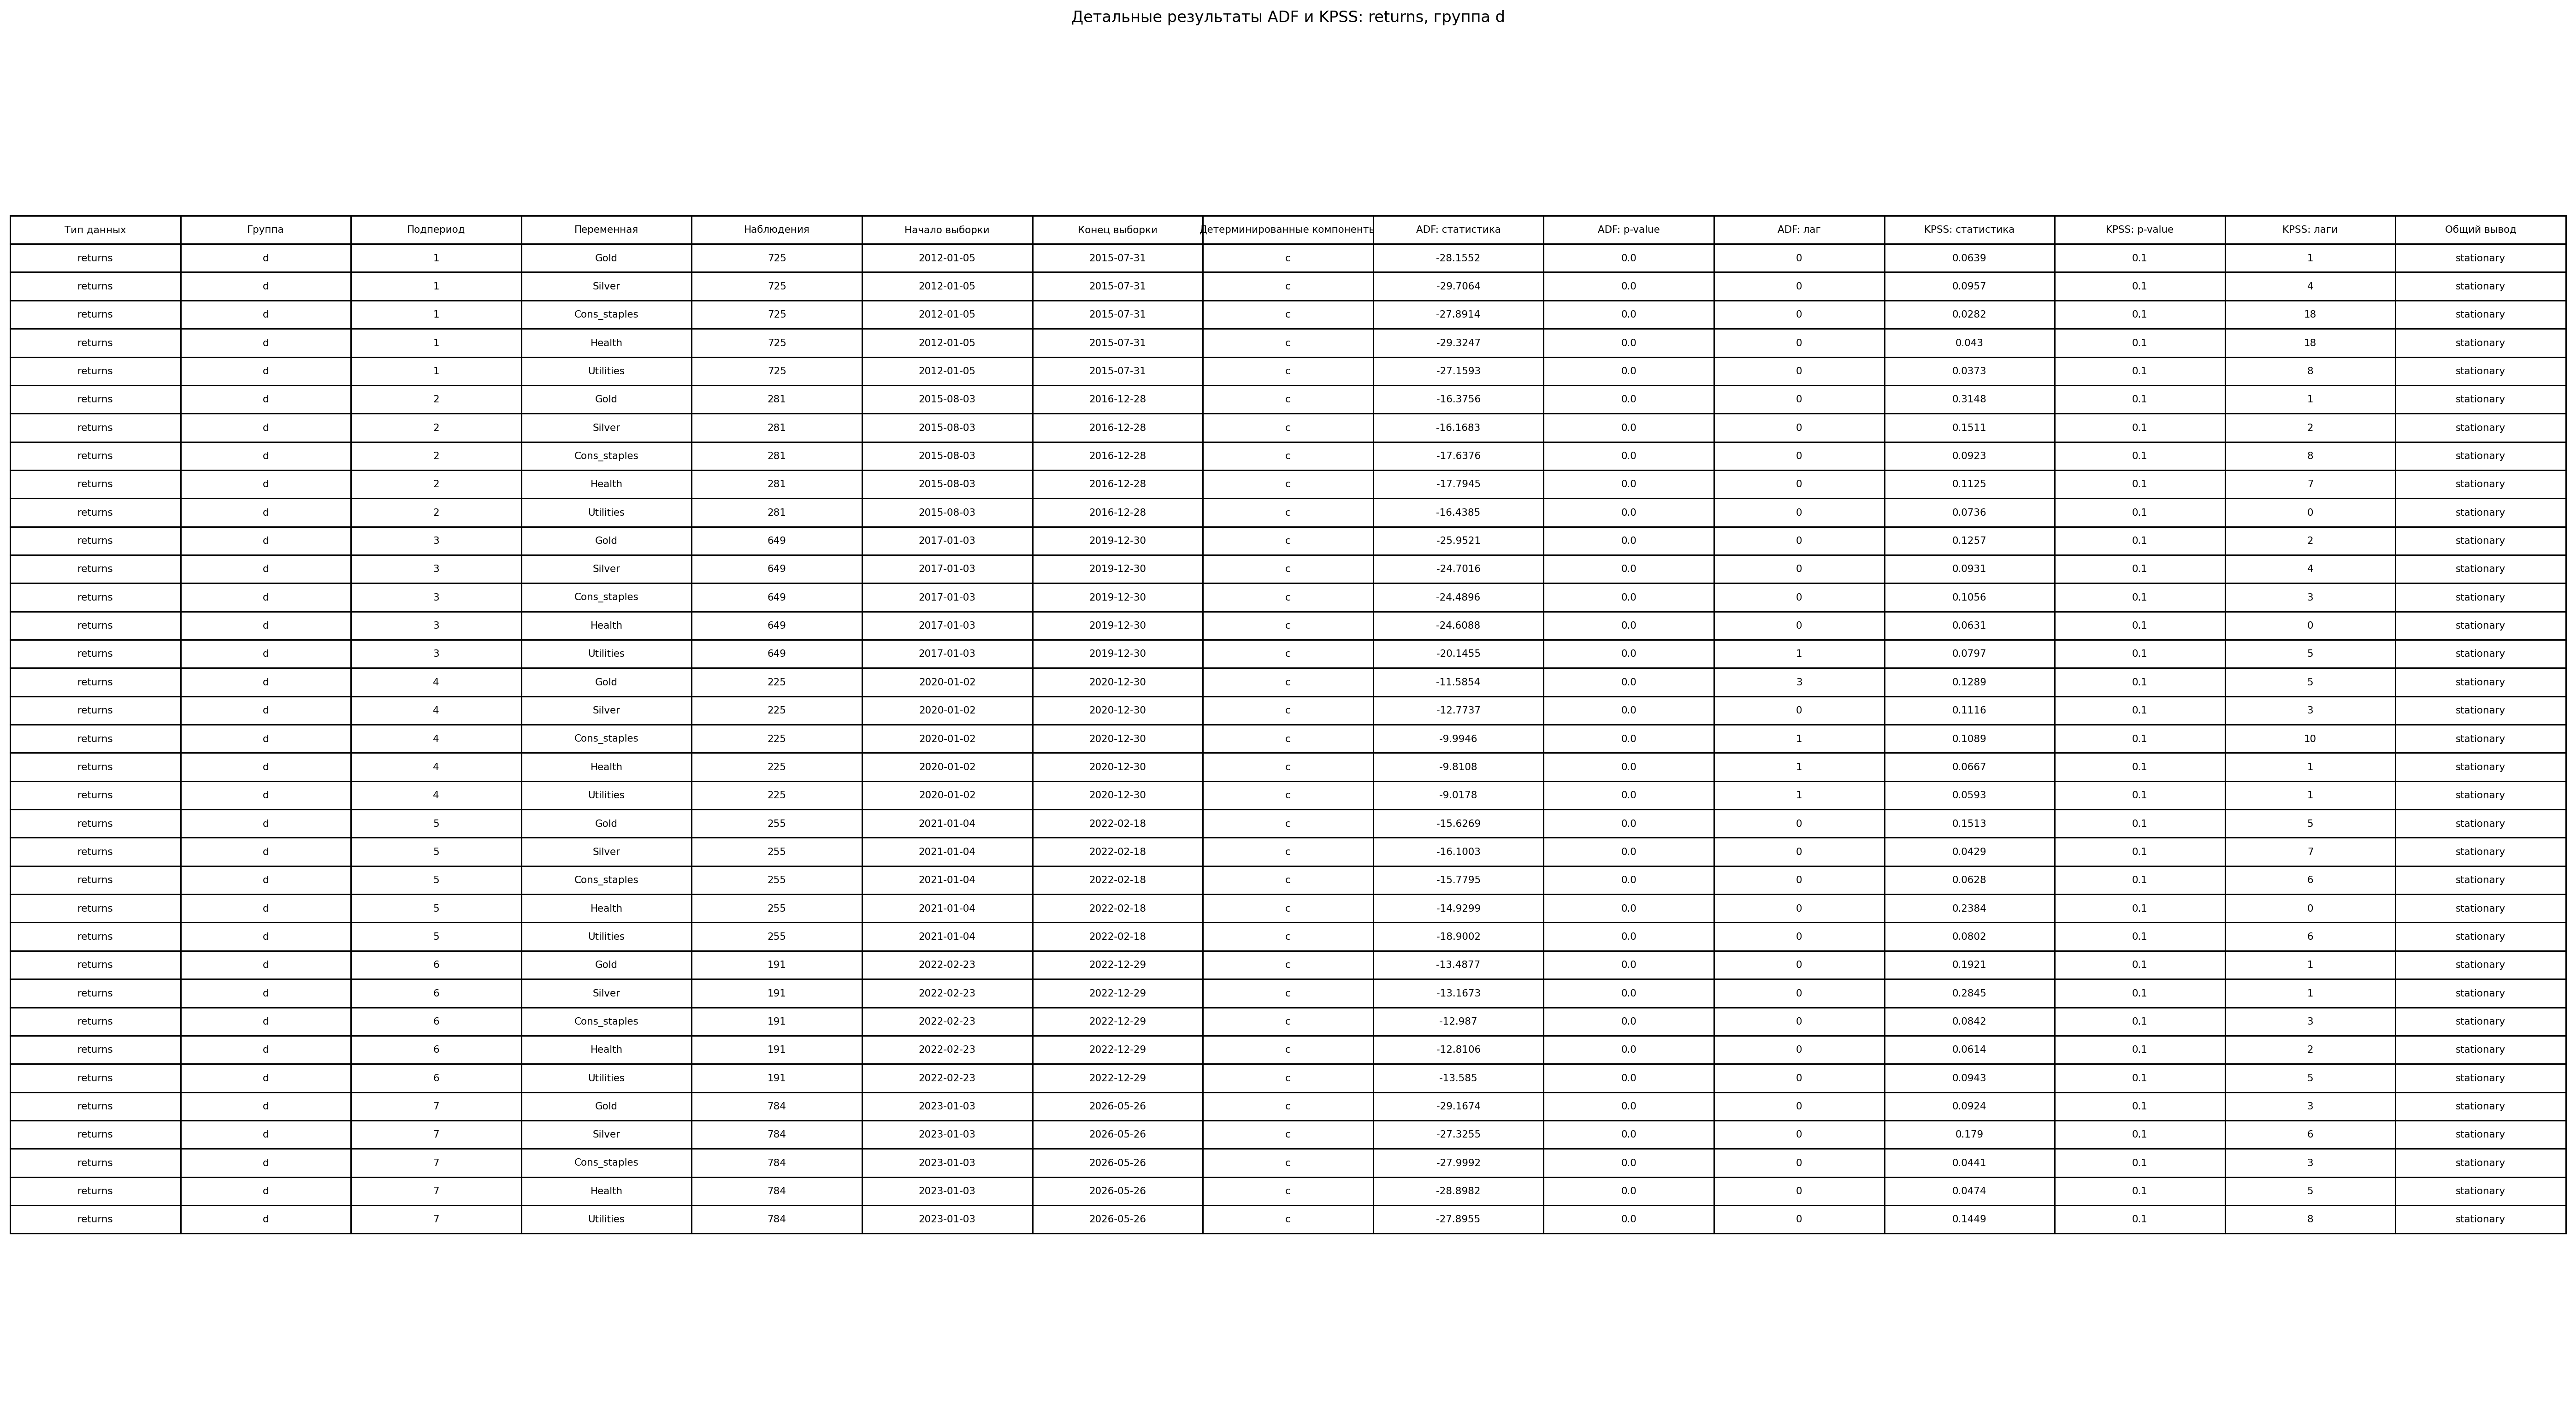 Детальные результаты ADF и KPSS: returns, группа d
Тип данных Группа Подпериод Переменная Наблюдения Начало выборки Конец выборки Детерминированные компоненты ADF: статистика ADF: p-value ADF: лаг KPSS: статистика KPSS: p-value KPSS: лаги Общий вывод
returns d 1 Gold 725 2012-01-05 2015-07-31 c -28.1552 0.0 0 0.0639 0.1 1 stationary
returns d 1 Silver 725 2012-01-05 2015-07-31 c -29.7064 0.0 0 0.0957 0.1 4 stationary
returns d 1 Cons_staples 725 2012-01-05 2015-07-31 c -27.8914 0.0 0 0.0282 0.1 18 stationary
returns d 1 Health 725 2012-01-05 2015-07-31 c -29.3247 0.0 0 0.043 0.1 18 stationary
returns d 1 Utilities 725 2012-01-05 2015-07-31 c -27.1593 0.0 0 0.0373 0.1 8 stationary
returns d 2 Gold 281 2015-08-03 2016-12-28 c -16.3756 0.0 0 0.3148 0.1 1 stationary
returns d 2 Silver 281 2015-08-03 2016-12-28 c -16.1683 0.0 0 0.1511 0.1 2 stationary
returns d 2 Cons_staples 281 2015-08-03 2016-12-28 c -17.6376 0.0 0 0.0923 0.1 8 stationary
returns d 2 Health 281 2015-08-03 2016-12-28 c -17.7945 0.0 0 0.1125 0.1 7 stationary
returns d 2 Utilities 281 2015-08-03 2016-12-28 c -16.4385 0.0 0 0.0736 0.1 0 stationary
returns d 3 Gold 649 2017-01-03 2019-12-30 c -25.9521 0.0 0 0.1257 0.1 2 stationary
returns d 3 Silver 649 2017-01-03 2019-12-30 c -24.7016 0.0 0 0.0931 0.1 4 stationary
returns d 3 Cons_staples 649 2017-01-03 2019-12-30 c -24.4896 0.0 0 0.1056 0.1 3 stationary
returns d 3 Health 649 2017-01-03 2019-12-30 c -24.6088 0.0 0 0.0631 0.1 0 stationary
returns d 3 Utilities 649 2017-01-03 2019-12-30 c -20.1455 0.0 1 0.0797 0.1 5 stationary
returns d 4 Gold 225 2020-01-02 2020-12-30 c -11.5854 0.0 3 0.1289 0.1 5 stationary
returns d 4 Silver 225 2020-01-02 2020-12-30 c -12.7737 0.0 0 0.1116 0.1 3 stationary
returns d 4 Cons_staples 225 2020-01-02 2020-12-30 c -9.9946 0.0 1 0.1089 0.1 10 stationary
returns d 4 Health 225 2020-01-02 2020-12-30 c -9.8108 0.0 1 0.0667 0.1 1 stationary
returns d 4 Utilities 225 2020-01-02 2020-12-30 c -9.0178 0.0 1 0.0593 0.1 1 stationary
returns d 5 Gold 255 2021-01-04 2022-02-18 c -15.6269 0.0 0 0.1513 0.1 5 stationary
returns d 5 Silver 255 2021-01-04 2022-02-18 c -16.1003 0.0 0 0.0429 0.1 7 stationary
returns d 5 Cons_staples 255 2021-01-04 2022-02-18 c -15.7795 0.0 0 0.0628 0.1 6 stationary
returns d 5 Health 255 2021-01-04 2022-02-18 c -14.9299 0.0 0 0.2384 0.1 0 stationary
returns d 5 Utilities 255 2021-01-04 2022-02-18 c -18.9002 0.0 0 0.0802 0.1 6 stationary
returns d 6 Gold 191 2022-02-23 2022-12-29 c -13.4877 0.0 0 0.1921 0.1 1 stationary
returns d 6 Silver 191 2022-02-23 2022-12-29 c -13.1673 0.0 0 0.2845 0.1 1 stationary
returns d 6 Cons_staples 191 2022-02-23 2022-12-29 c -12.987 0.0 0 0.0842 0.1 3 stationary
returns d 6 Health 191 2022-02-23 2022-12-29 c -12.8106 0.0 0 0.0614 0.1 2 stationary
returns d 6 Utilities 191 2022-02-23 2022-12-29 c -13.585 0.0 0 0.0943 0.1 5 stationary
returns d 7 Gold 784 2023-01-03 2026-05-26 c -29.1674 0.0 0 0.0924 0.1 3 stationary
returns d 7 Silver 784 2023-01-03 2026-05-26 c -27.3255 0.0 0 0.179 0.1 6 stationary
returns d 7 Cons_staples 784 2023-01-03 2026-05-26 c -27.9992 0.0 0 0.0441 0.1 3 stationary
returns d 7 Health 784 2023-01-03 2026-05-26 c -28.8982 0.0 0 0.0474 0.1 5 stationary
returns d 7 Utilities 784 2023-01-03 2026-05-26 c -27.8955 0.0 0 0.1449 0.1 8 stationary